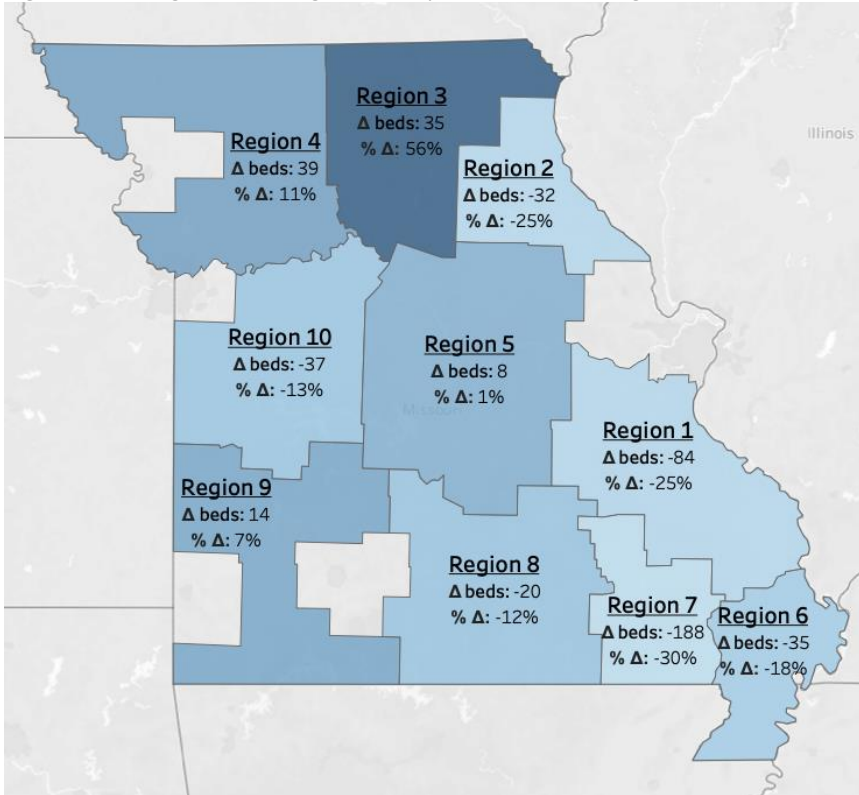 Region 3
Δ beds: 35
% Δ: 56%
Illinois
Region 4
Δ beds: 39
% Δ: 11%
Region 2
Δ beds: -32
% Δ: -25%
Region 10
Δ beds: -37
% Δ: -13%
Region 5
Δ beds: 8
% Δ: 1%
Missouri
Region 1
Δ beds: -84
% Δ: -25%
Region 9
Δ beds: 14
% Δ: 7%
Region 8
Δ beds: -20
% Δ: -12%
Region 7
Δ beds: -188
% Δ: -30%
Region 6
Δ beds: -35
% Δ: -18%